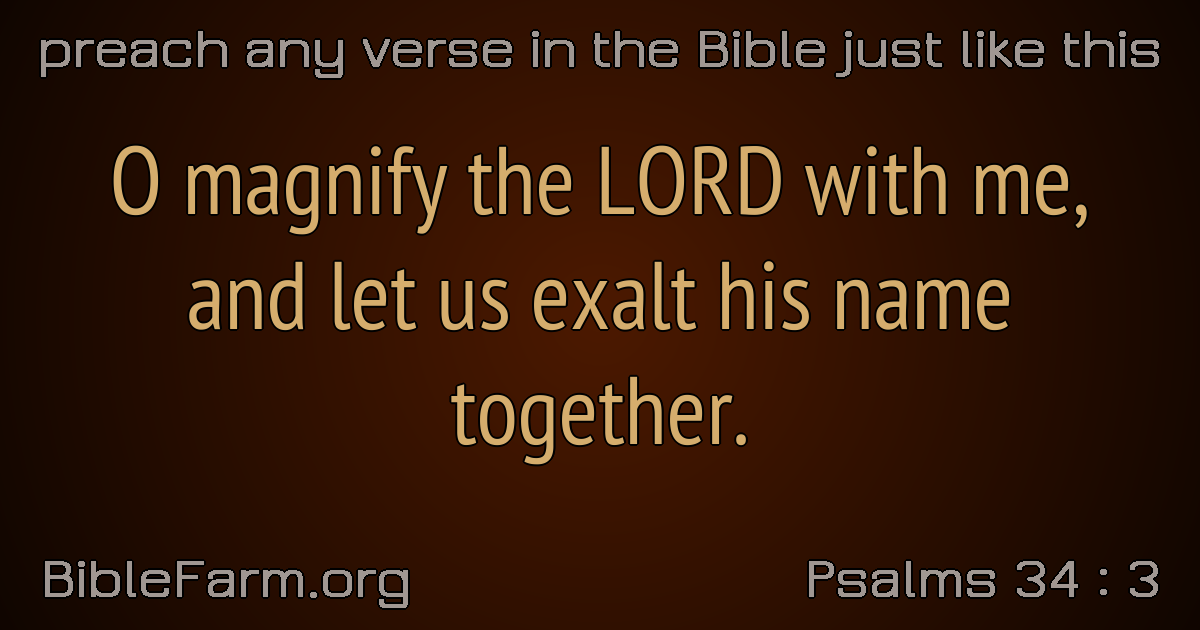 preach any verse in the Bible just like this
O magnify the LORD with me,
and let us exalt his name
together.
BibleFarm.org
Psalms 34 : 3